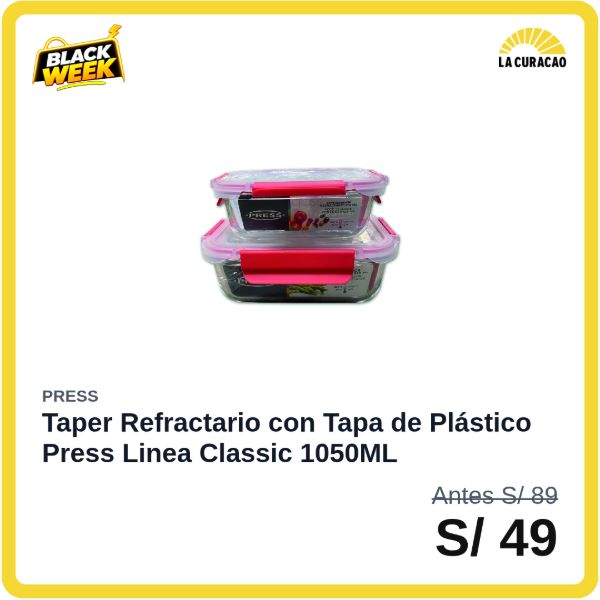 BLACK
WEEK
LA CURACAO
PRESS
PRESS
Taper Refractario con Tapa de Plástico
Press Linea Classic 1050ML
Antes S/ 89
S/ 49